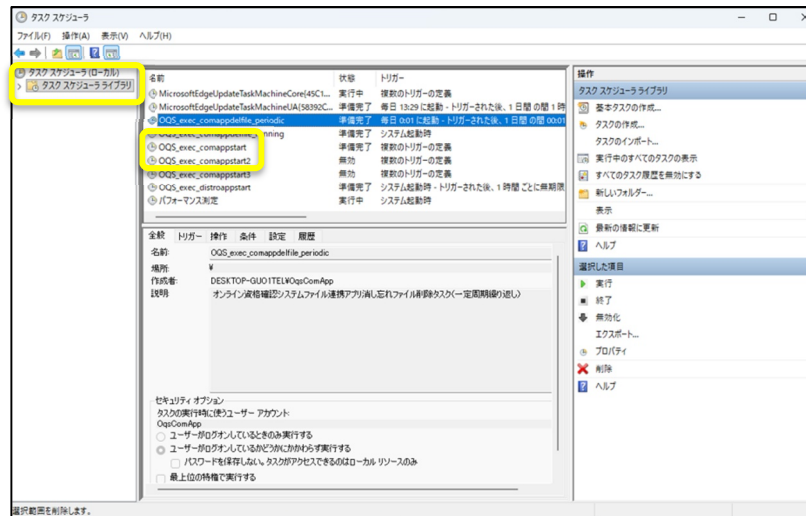 タスク スケジューラ
ファイル(F) 操作(A) 表示(V) ヘルプ(H)
タスク スケジューラ (ローカル)
タスク スケジューラ ライブラリ
名前 状態 トリガー
MicrosoftEdgeUpdateTaskMachineCore{45C1... 実行中 複数のトリガーの定義
MicrosoftEdgeUpdateTaskMachineUA{58392C... 準備完了 毎日 13:29 に起動 - トリガーされた後、1 日間 の間 1 時
OQS_exec_comappdelfile_periodic 準備完了 毎日 0:01 に起動 - トリガーされた後、1 日間 の間 00:01
準備完了 システム起動時
OQS_exec_comappstart 準備完了 複数のトリガーの定義
OQS_exec_comappstart2 無効 複数のトリガーの定義
OQS_exec_comappstart3 無効 複数のトリガーの定義
OQS_exec_distroappstart 準備完了 システム起動時 - トリガーされた後、1 時間 ごとに無期限
パフォーマンス測定 実行中 システム起動時
全般 トリガー 操作 条件 設定 履歴
名前: OQS_exec_comappdelfile_periodic
場所: ¥
作成者: DESKTOP-GUO1TEL¥OqsComApp
説明: オンライン資格確認システムファイル連携アプリ消し忘れファイル削除タスク(一定周期繰り返し)
セキュリティ オプション
タスクの実行時に使うユーザー アカウント:
OqsComApp
ユーザーがログオンしているときのみ実行する
ユーザーがログオンしているかどうかにかかわらず実行する
パスワードを保存しない。タスクがアクセスできるのはローカル リソースのみ
最上位の特権で実行する
操作
タスク スケジューラ ライブラリ
基本タスクの作成...
タスクの作成...
タスクのインポート...
実行中のすべてのタスクの表示
すべてのタスク履歴を無効にする
新しいフォルダー...
表示
最新の情報に更新
ヘルプ
選択した項目
実行
終了
無効化
エクスポート...
プロパティ
削除
ヘルプ
選択範囲を削除します。